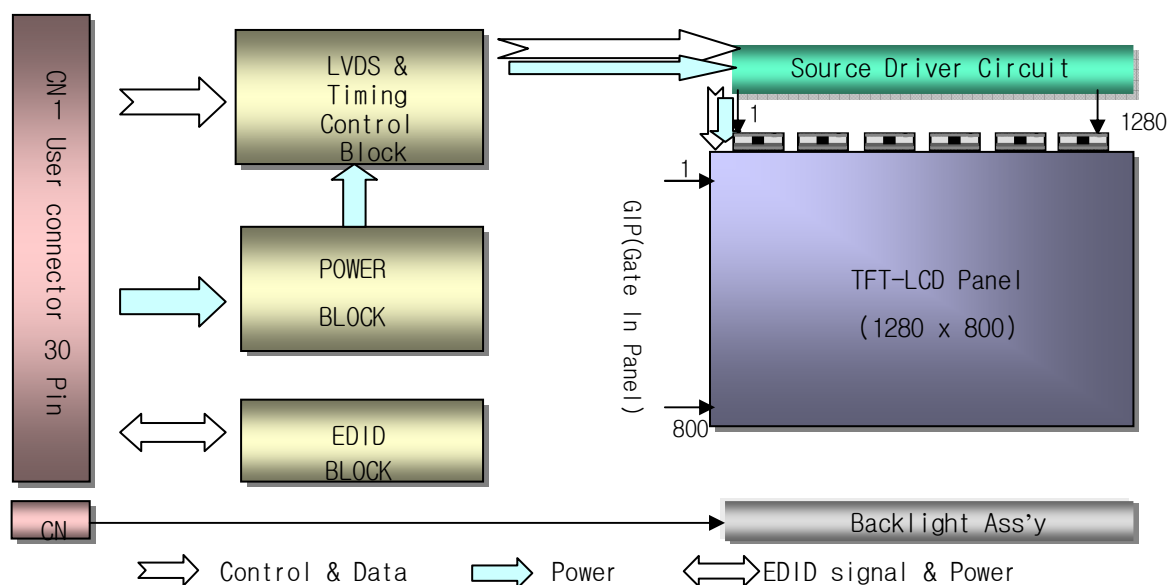 CN-1 User connector 30 Pin
LVDS &
Timing
Control
Block
POWER
BLOCK
EDID
BLOCK
Source Driver Circuit
1
1280
1
GIP(Gate In Panel)
800
TFT-LCD Panel
(1280 x 800)
CN
Backlight Ass'y
Control & Data
Power
EDID signal & Power